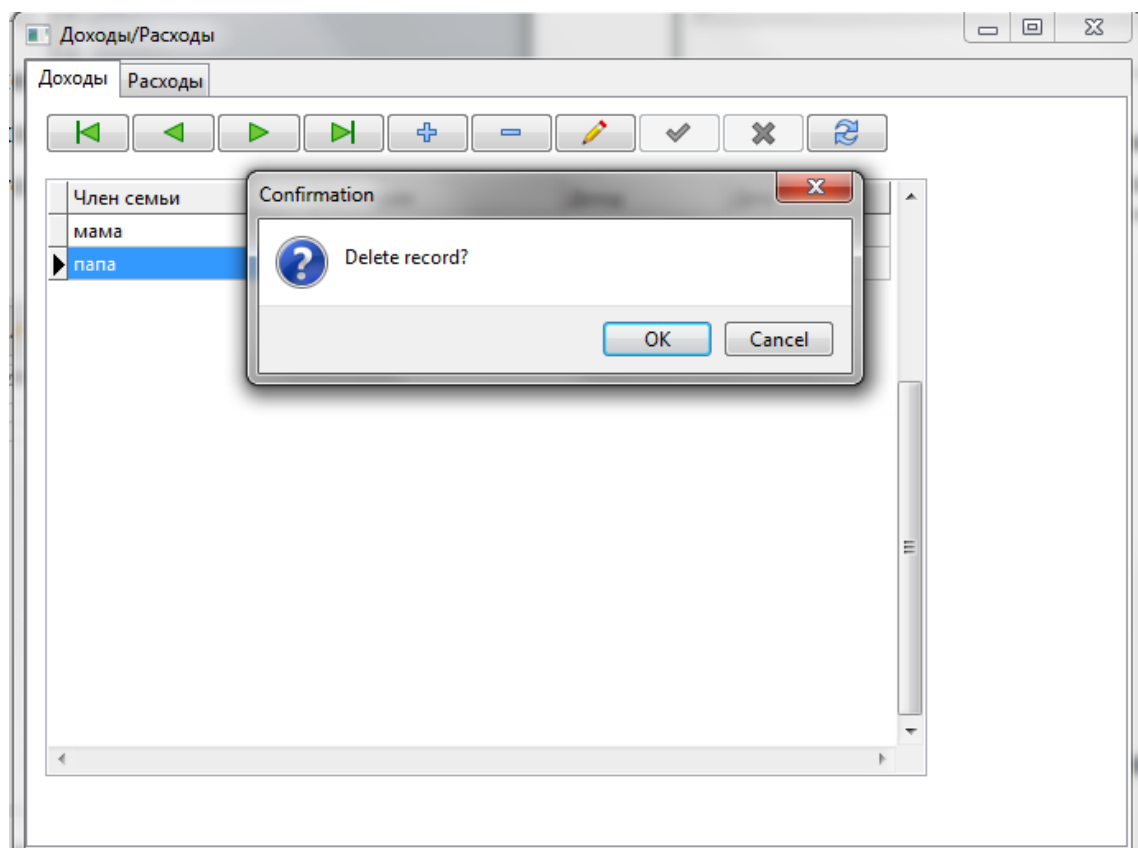 Доходы/Расходы
Доходы Расходы
Член семьи
мама
папа
Confirmation
Delete record?
OK Cancel